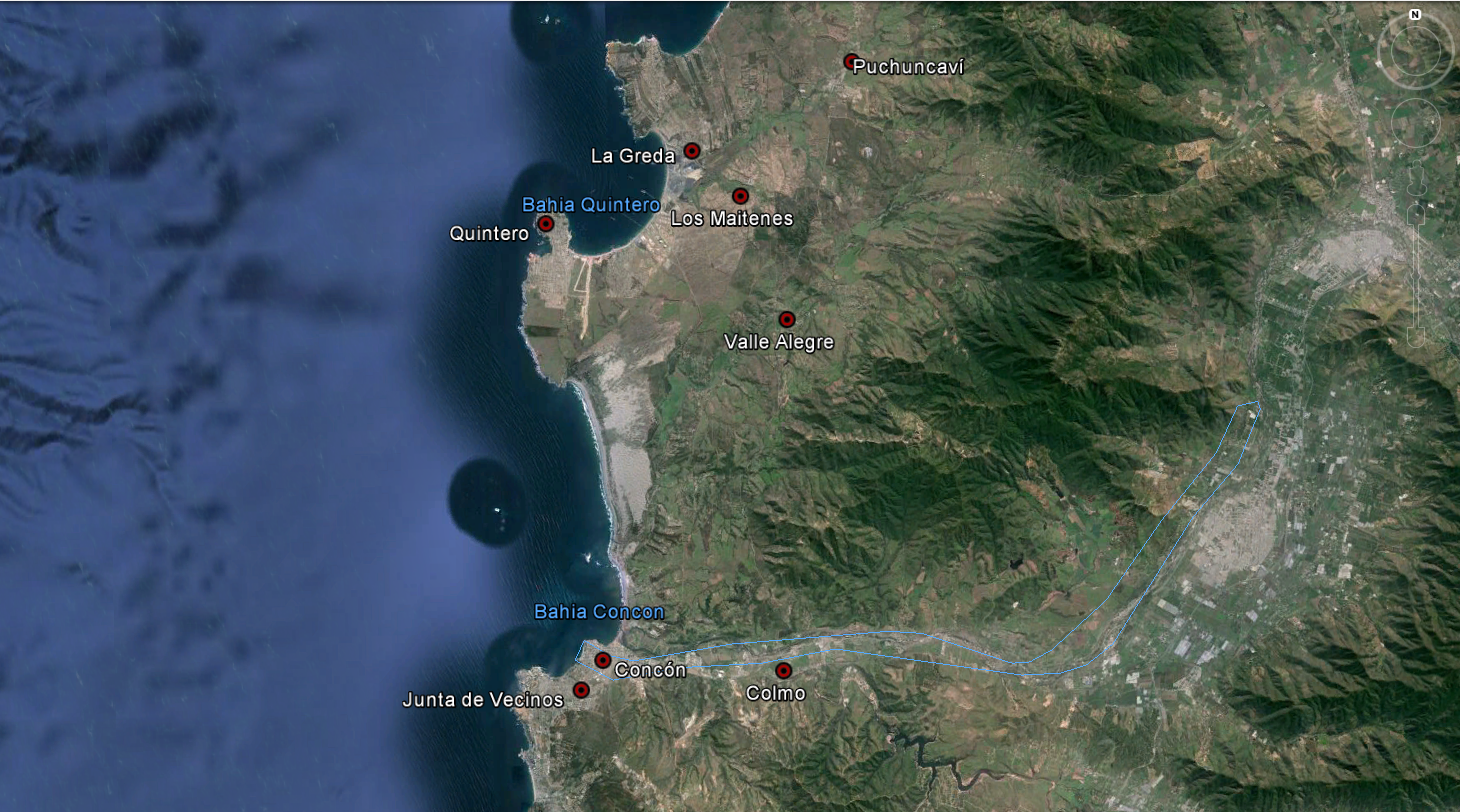 N
Puchuncaví
La Greda
Bahia Quintero
Los Maitenes
Quintero
Valle Alegre
Bahia Concon
Concón
Colmo
Junta de Vecinos